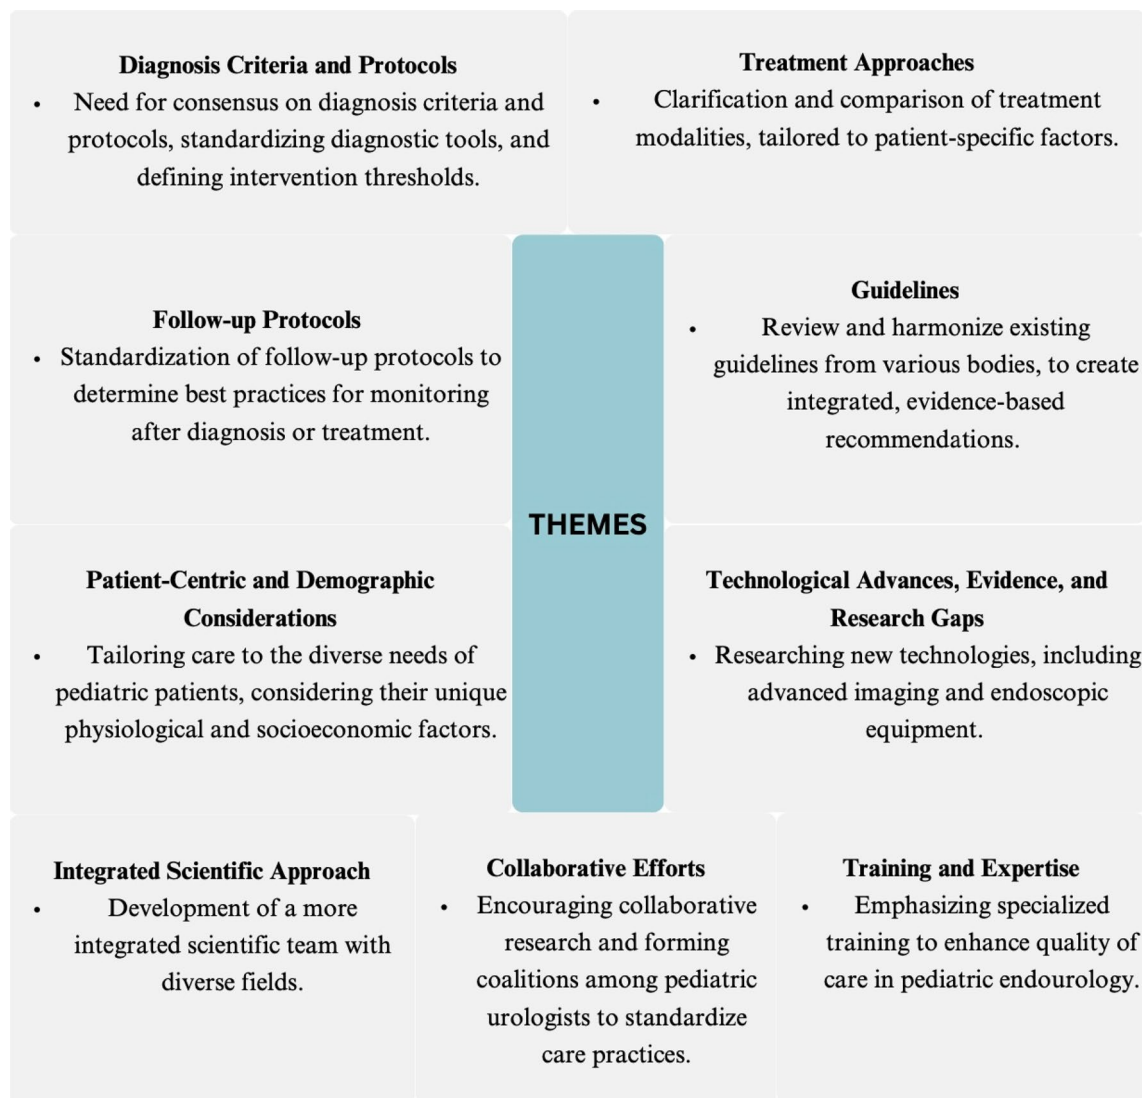 Diagnosis Criteria and Protocols
• Need for consensus on diagnosis criteria and
protocols, standardizing diagnostic tools, and
defining intervention thresholds.
Treatment Approaches
• Clarification and comparison of treatment
modalities, tailored to patient-specific factors.
Follow-up Protocols
• Standardization of follow-up protocols to
determine best practices for monitoring
after diagnosis or treatment.
Guidelines
• Review and harmonize existing
guidelines from various bodies, to create
integrated, evidence-based
recommendations.
THEMES
Patient-Centric and Demographic
Considerations
• Tailoring care to the diverse needs of
pediatric patients, considering their unique
physiological and socioeconomic factors.
Technological Advances, Evidence, and
Research Gaps
• Researching new technologies, including
advanced imaging and endoscopic
equipment.
Integrated Scientific Approach
• Development of a more
integrated scientific team with
diverse fields.
Collaborative Efforts
• Encouraging collaborative
research and forming
coalitions among pediatric
urologists to standardize
care practices.
Training and Expertise
• Emphasizing specialized
training to enhance quality of
care in pediatric endourology.